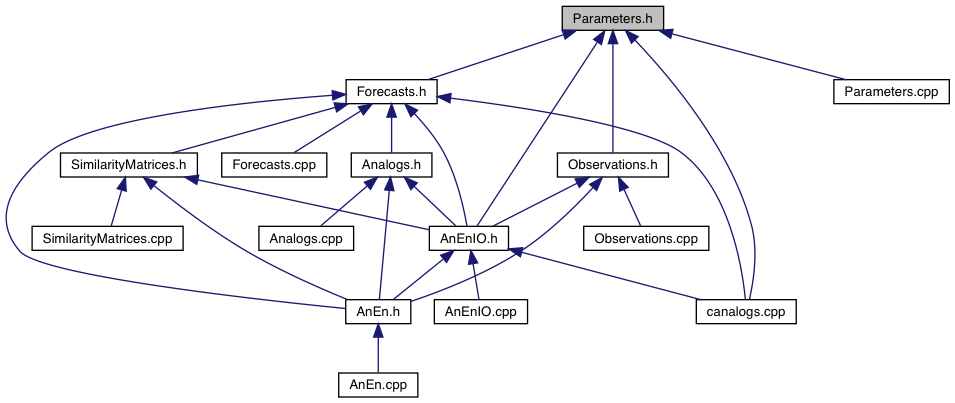 Parameters.h
Forecasts.h
Parameters.cpp
SimilarityMatrices.h
Forecasts.cpp
Analogs.h
Observations.h
SimilarityMatrices.cpp
Analogs.cpp
AnEnIO.h
Observations.cpp
AnEn.h
AnEnIO.cpp
canalogs.cpp
AnEn.cpp